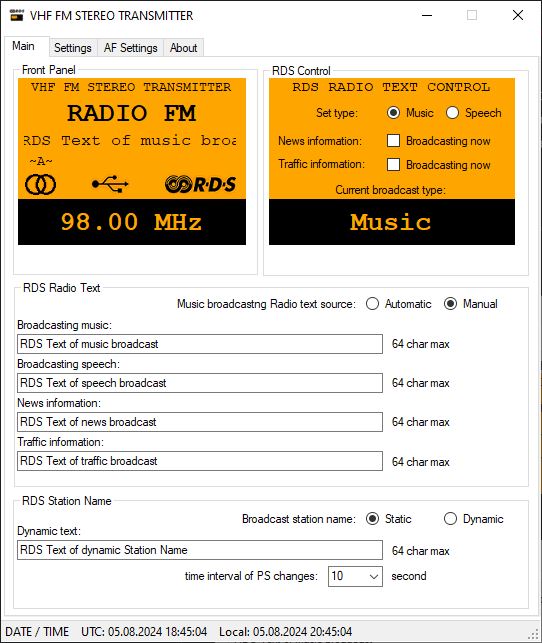 VHF FM STEREO TRANSMITTER
Main Settings AF Settings About
Front Panel
VHF FM STEREO TRANSMITTER
RADIO FM
RDS Text of music broa
~A~
R·D·S
98.00 MHz
RDS Control
RDS RADIO TEXT CONTROL
Set type: Music Speech
News information: Broadcasting now
Traffic information: Broadcasting now
Current broadcast type:
Music
RDS Radio Text
Music broadcastng Radio text source: Automatic Manual
Broadcasting music:
RDS Text of music broadcast 64 char max
Broadcasting speech:
RDS Text of speech broadcast 64 char max
News information:
RDS Text of news broadcast 64 char max
Traffic information:
RDS Text of traffic broadcast 64 char max
RDS Station Name
Broadcast station name: Static Dynamic
Dynamic text:
RDS Text of dynamic Station Name 64 char max
time interval of PS changes: 10 second
DATE / TIME UTC: 05.08.2024 18:45:04 Local: 05.08.2024 20:45:04